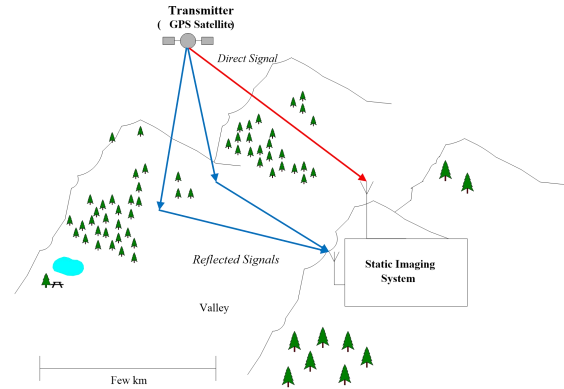 Transmitter
( GPS Satellite)
Direct Signal
Reflected Signals
Static Imaging
System
Valley
Few km